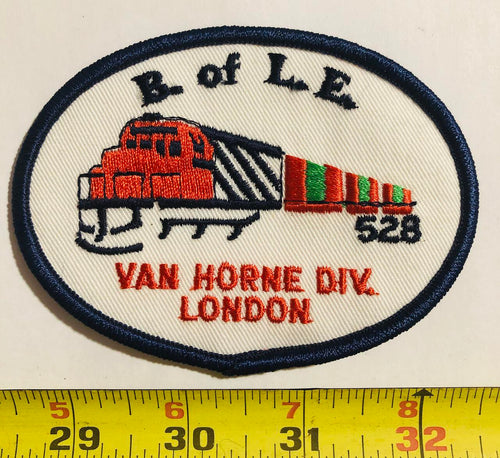 B. of L.E.
528
VAN HORNE DIV.
LONDON
5 6 7 8
29 30 31 32